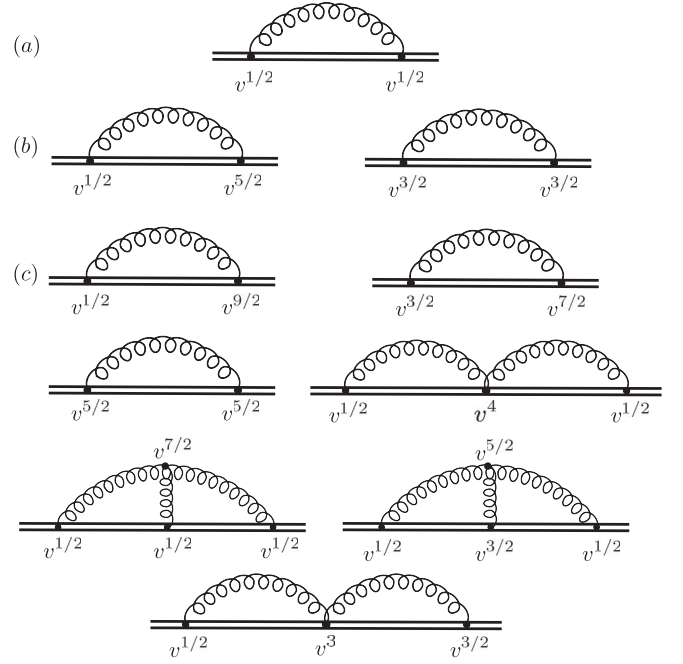 (a)
v^{1/2} v^{1/2}
(b)
v^{1/2} v^{5/2} v^{3/2} v^{3/2}
(c)
v^{1/2} v^{9/2} v^{3/2} v^{7/2}
v^{5/2} v^{5/2} v^{1/2} v^4 v^{1/2}
v^{7/2} v^{5/2}
v^{1/2} v^{1/2} v^{1/2} v^{1/2} v^{3/2} v^{1/2}
v^{1/2} v^3 v^{3/2}